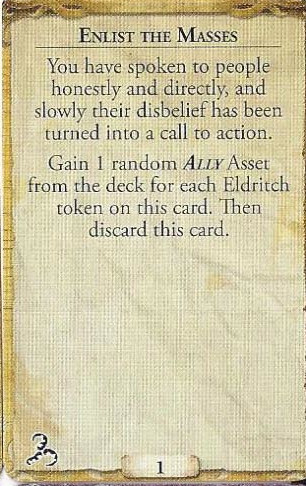 ENLIST THE MASSES
You have spoken to people
honestly and directly, and
slowly their disbelief has been
turned into a call to action.
Gain 1 random ALLY Asset
from the deck for each Eldritch
token on this card. Then
discard this card.
1